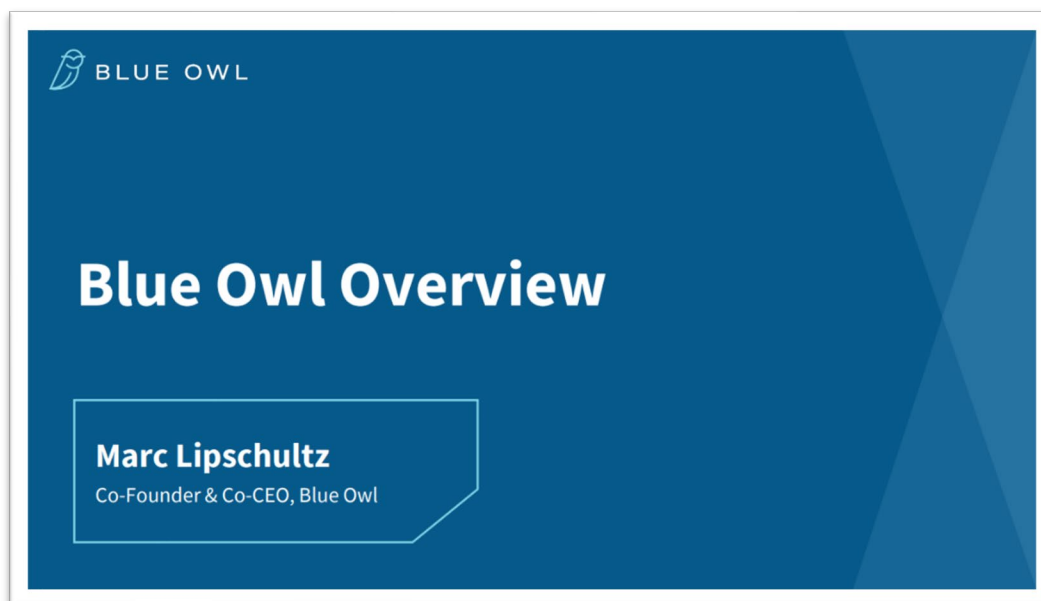 BLUE OWL
Blue Owl Overview
Marc Lipschultz
Co-Founder & Co-CEO, Blue Owl